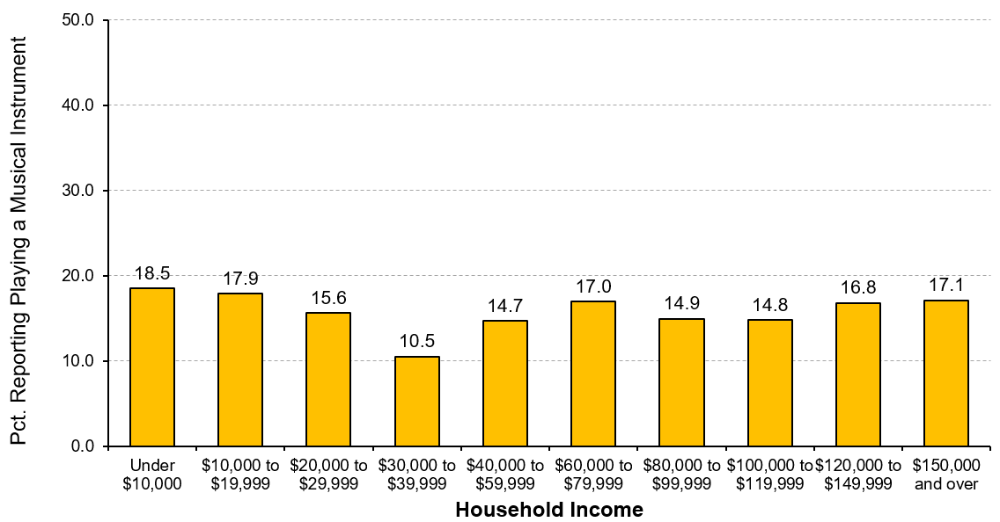 Pct. Reporting Playing a Musical Instrument
50.0
40.0
30.0
20.0
10.0
0.0
18.5
17.9
15.6
10.5
14.7
17.0
14.9
14.8
16.8
17.1
Under
$10,000
$10,000 to
$19,999
$20,000 to
$29,999
$30,000 to
$39,999
$40,000 to
$59,999
$60,000 to
$79,999
$80,000 to
$99,999
$100,000 to
$119,999
$120,000 to
$149,999
$150,000
and over
Household Income